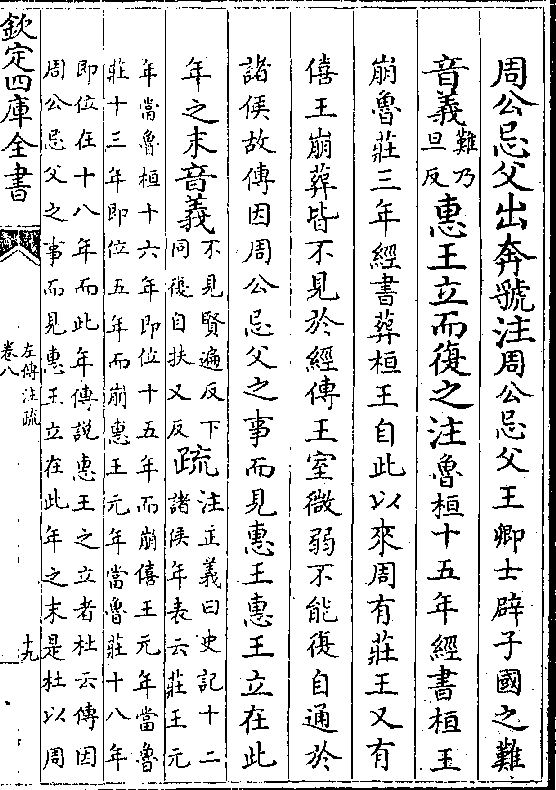 周公忌父出奔虢注周公忌父王卿士辟子國之難
音義難乃旦反惠王立而復之注魯桓十五年經書桓王
崩魯莊三年經書葬桓王自此以來周有莊王又有
僖王崩葬皆不見於經傳王室微弱不能復自通於
諸侯故傳因周公忌父之事而見惠王惠王立在此
年之末音義不見賢遍反下同復自扶又反疏注正義曰史記十二諸侯年表云莊王元
年當魯桓十六年即位十五年而崩僖王元年當魯
莊十三年即位五年而崩惠王元年當魯莊十八年
即位在十八年而此年傳說惠王之立者杜云傳因
周公忌父之事而見惠王立在此年之末是杜以周
欽定四庫全書
左傳注疏
卷八
十九